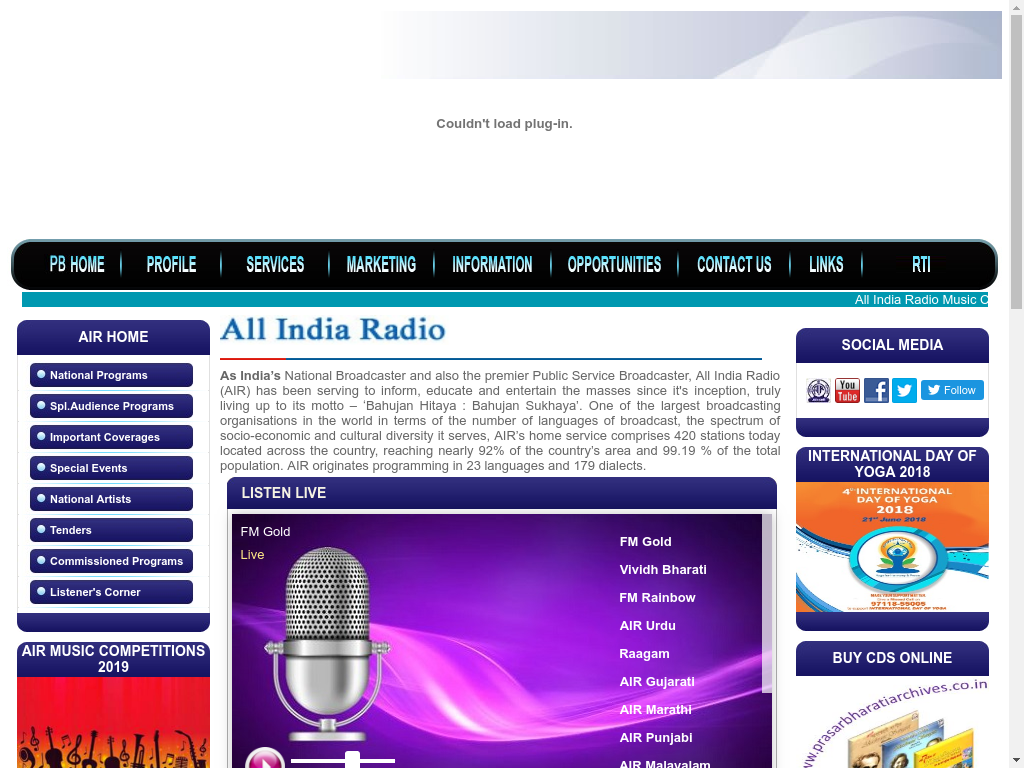 Couldn't load plug-in.
PB HOME
PROFILE
SERVICES
MARKETING
INFORMATION
OPPORTUNITIES
CONTACT US
LINKS
RTI
All India Radio Music C
AIR HOME
National Programs
Spl.Audience Programs
Important Coverages
Special Events
National Artists
Tenders
Commissioned Programs
Listener's Corner
AIR MUSIC COMPETITIONS
2019
All India Radio
As India's National Broadcaster and also the premier Public Service Broadcaster, All India Radio
(AIR) has been serving to inform, educate and entertain the masses since it's inception, truly
living up to its motto – 'Bahujan Hitaya : Bahujan Sukhaya'. One of the largest broadcasting
organisations in the world in terms of the number of languages of broadcast, the spectrum of
socio-economic and cultural diversity it serves, AIR's home service comprises 420 stations today
located across the country, reaching nearly 92% of the country's area and 99.19 % of the total
population. AIR originates programming in 23 languages and 179 dialects.
LISTEN LIVE
FM Gold
Live
FM Gold
Vividh Bharati
FM Rainbow
AIR Urdu
Raagam
AIR Gujarati
AIR Marathi
AIR Punjabi
AIR Malayalam
SOCIAL MEDIA
You
Tube
Follow
INTERNATIONAL DAY OF
YOGA 2018
4th INTERNATIONAL
DAY OF YOGA
2018
21st June 2018
97118-59009
INTERNATIONAL DAY OF YOGA
BUY CDS ONLINE
ww.prasarbharatiarchives.co.in